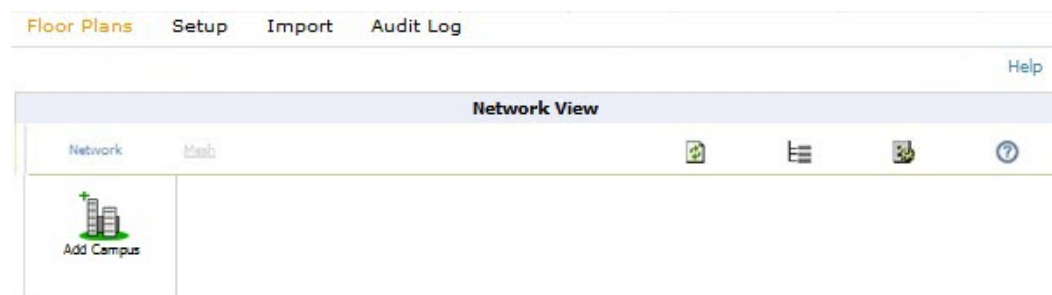 Floor Plans Setup Import Audit Log
Help
Network View
Network Mesh
Add Campus